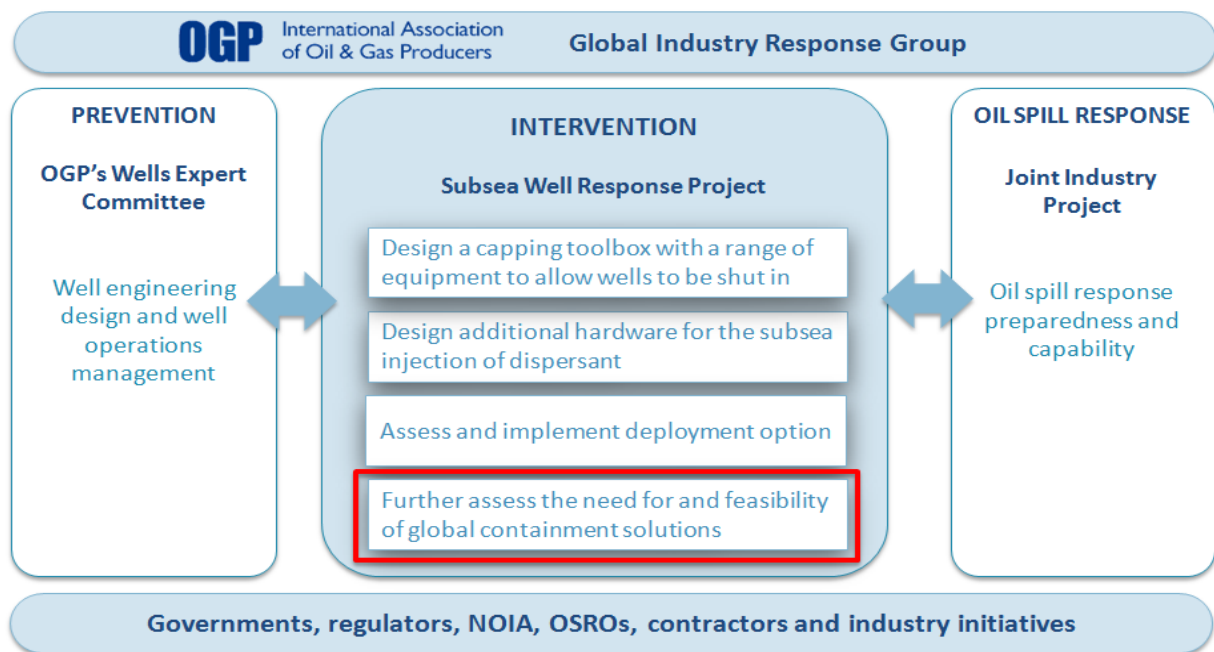 OGP International Association
of Oil & Gas Producers
Global Industry Response Group
PREVENTION
OGP's Wells Expert
Committee
Well engineering
design and well
operations
management
INTERVENTION
Subsea Well Response Project
Design a capping toolbox with a range of
equipment to allow wells to be shut in
Design additional hardware for the subsea
injection of dispersant
Assess and implement deployment option
Further assess the need for and feasibility
of global containment solutions
OIL SPILL RESPONSE
Joint Industry
Project
Oil spill response
preparedness and
capability
Governments, regulators, NOIA, OSROs, contractors and industry initiatives